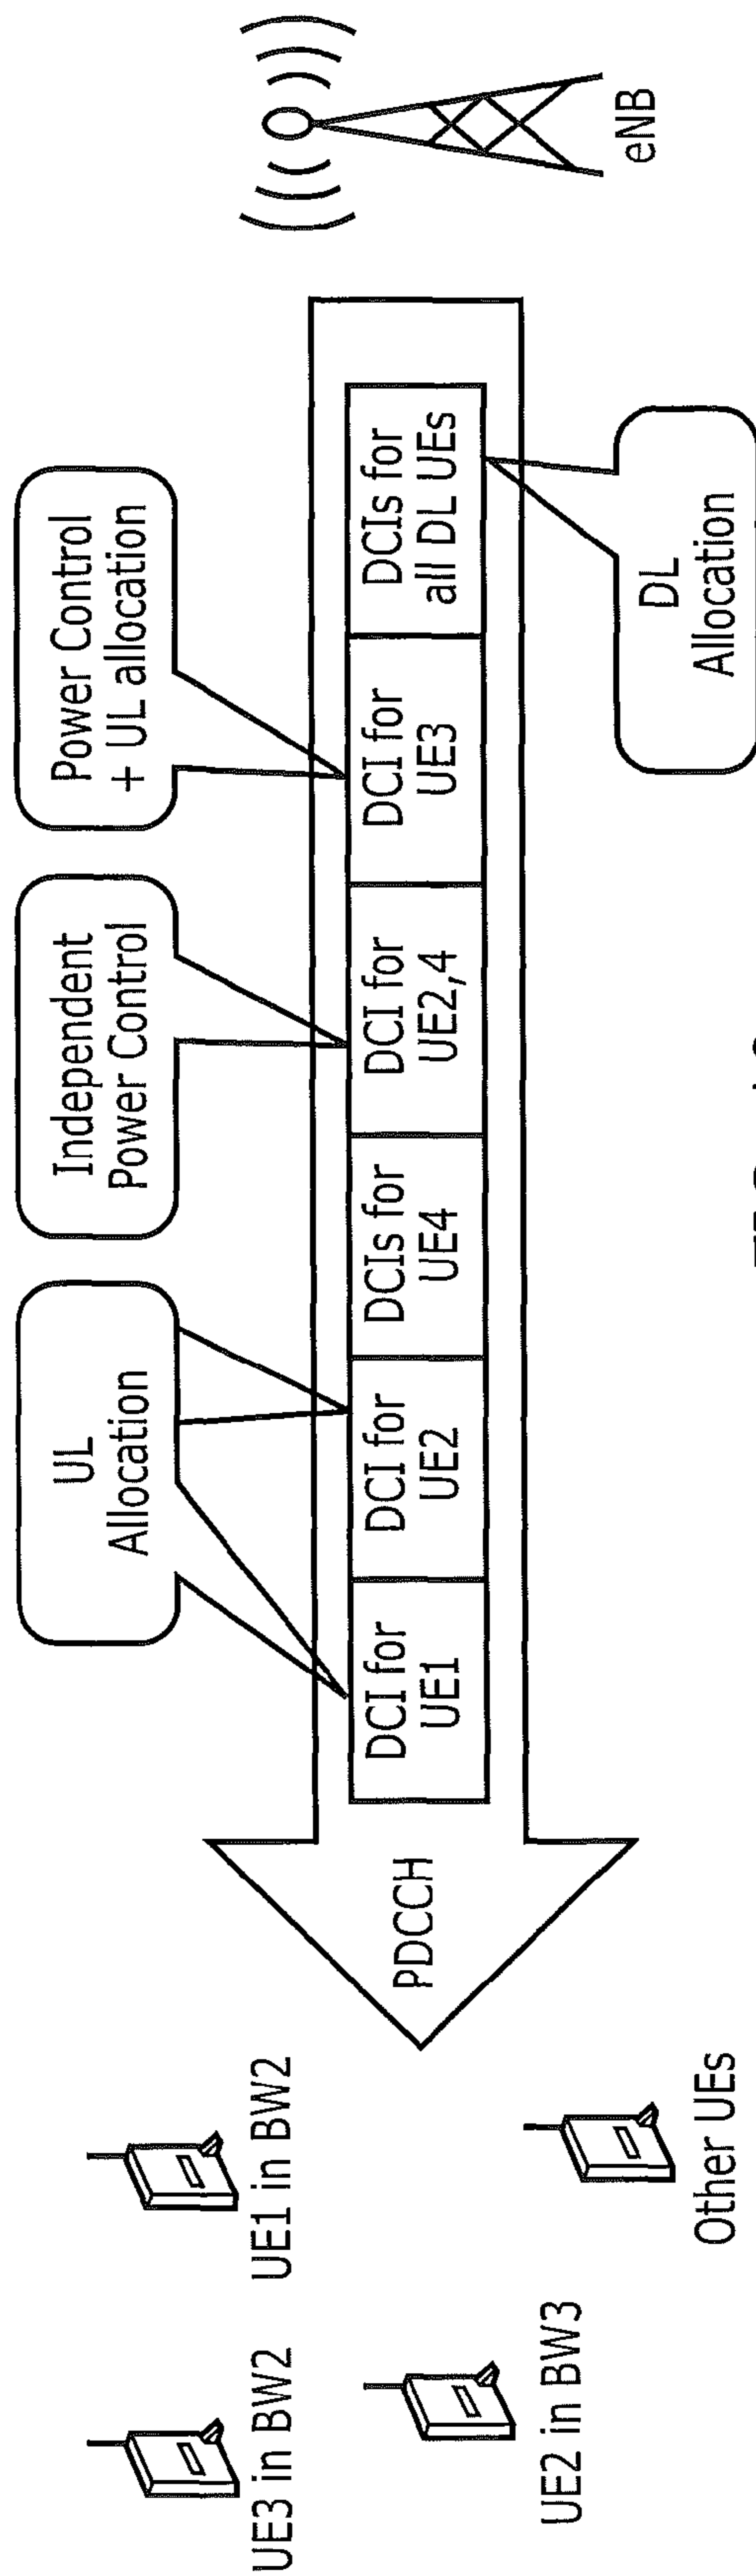 UL
Allocation
Independent
Power Control
Power Control
+ UL allocation
UE3 in BW2
UE1 in BW2
UE2 in BW3
Other UEs
PDCCH
DCI for
UE1
DCI for
UE2
DCIs for
UE4
DCI for
UE2,4
DCI for
UE3
DCIs for
all DL UEs
DL
Allocation
eNB